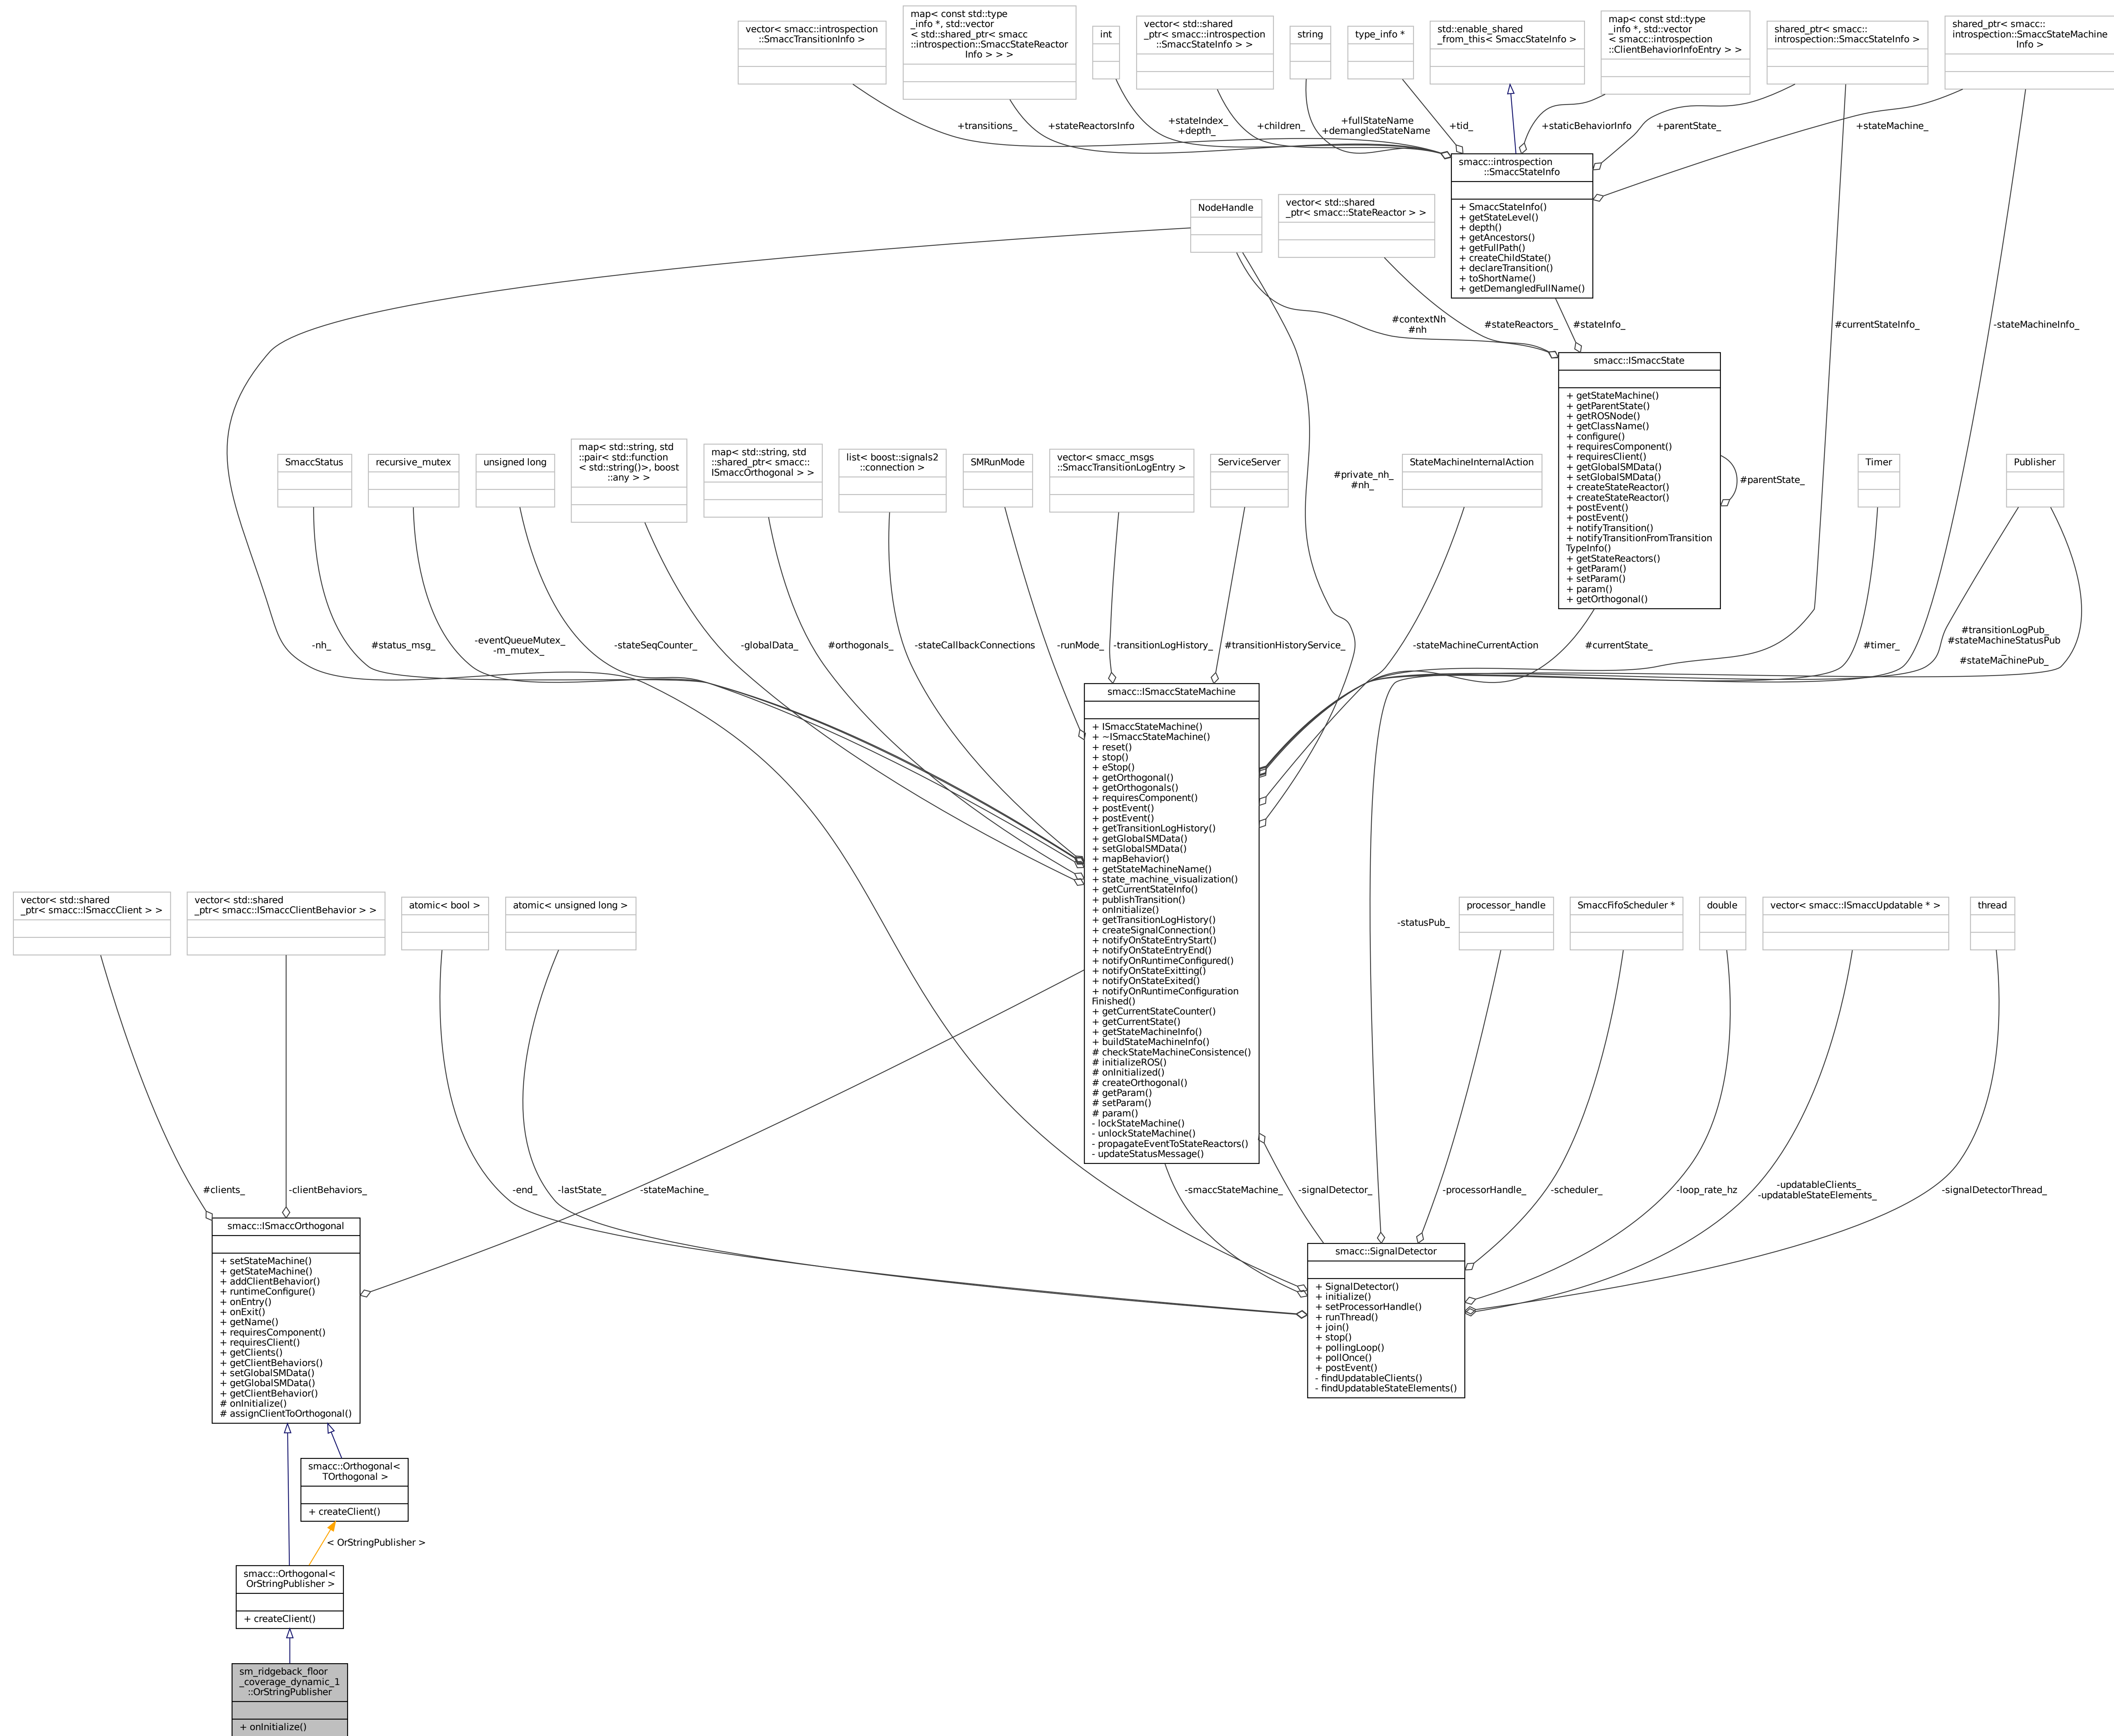 vector< smacc::introspection
::SmaccTransitionInfo >
map< const std::type
_info *, std::vector
< std::shared_ptr< smacc
::introspection::SmaccStateReactor
Info > > >
int
vector< std::shared
_ptr< smacc::introspection
::SmaccStateInfo > >
string
type_info *
std::enable_shared
_from_this< SmaccStateInfo >
map< const std::type
_info *, std::vector
< smacc::introspection
::ClientBehaviorInfoEntry > >
shared_ptr< smacc::
introspection::SmaccStateInfo >
shared_ptr< smacc::
introspection::SmaccStateMachine
Info >
+transitions_
+stateReactorsInfo
+stateIndex_
+depth_
+children_
+fullStateName
+demangledStateName
+tid_
+staticBehaviorInfo
+parentState_
+stateMachine_
smacc::introspection
::SmaccStateInfo
+ SmaccStateInfo()
+ getStateLevel()
+ depth()
+ getAncestors()
+ getFullPath()
+ createChildState()
+ declareTransition()
+ toShortName()
+ getDemangledFullName()
NodeHandle
vector< std::shared
_ptr< smacc::StateReactor > >
#contextNh
#nh
#stateReactors_
#stateInfo_
#currentStateInfo_
-stateMachineInfo_
smacc::ISmaccState
+ getStateMachine()
+ getParentState()
+ getROSNode()
+ getClassName()
+ configure()
+ requiresComponent()
+ requiresClient()
+ getGlobalSMData()
+ setGlobalSMData()
+ createStateReactor()
+ createStateReactor()
+ postEvent()
+ postEvent()
+ notifyTransition()
+ notifyTransitionFromTransition
TypeInfo()
+ getStateReactors()
+ getParam()
+ setParam()
+ param()
+ getOrthogonal()
#parentState_
SmaccStatus
recursive_mutex
unsigned long
map< std::string, std
::pair< std::function
< std::string()>, boost
::any > >
map< std::string, std
::shared_ptr< smacc::
ISmaccOrthogonal > >
list< boost::signals2
::connection >
SMRunMode
vector< smacc_msgs
::SmaccTransitionLogEntry >
ServiceServer
#private_nh_
#nh_
StateMachineInternalAction
Timer
Publisher
-nh_
#status_msg_
-eventQueueMutex_
-m_mutex_
-stateSeqCounter_
-globalData_
#orthogonals_
-stateCallbackConnections
-runMode_
-transitionLogHistory_
#transitionHistoryService_
-stateMachineCurrentAction
#currentState_
#timer_
#transitionLogPub_
#stateMachineStatusPub
_
#stateMachinePub_
smacc::ISmaccStateMachine
+ ISmaccStateMachine()
+ ~ISmaccStateMachine()
+ reset()
+ stop()
+ eStop()
+ getOrthogonal()
+ getOrthogonals()
+ requiresComponent()
+ postEvent()
+ postEvent()
+ getTransitionLogHistory()
+ getGlobalSMData()
+ setGlobalSMData()
+ mapBehavior()
+ getStateMachineName()
+ state_machine_visualization()
+ getCurrentStateInfo()
+ publishTransition()
+ onInitialize()
+ getTransitionLogHistory()
+ createSignalConnection()
+ notifyOnStateEntryStart()
+ notifyOnStateEntryEnd()
+ notifyOnRuntimeConfigured()
+ notifyOnStateExitting()
+ notifyOnStateExited()
+ notifyOnRuntimeConfiguration
Finished()
+ getCurrentStateCounter()
+ getCurrentState()
+ getStateMachineInfo()
+ buildStateMachineInfo()
# checkStateMachineConsistence()
# initializeROS()
# onInitialized()
# createOrthogonal()
# getParam()
# setParam()
# param()
- lockStateMachine()
- unlockStateMachine()
- propagateEventToStateReactors()
- updateStatusMessage()
vector< std::shared
_ptr< smacc::ISmaccClient > >
vector< std::shared
_ptr< smacc::ISmaccClientBehavior > >
atomic< bool >
atomic< unsigned long >
-statusPub_
processor_handle
SmaccFifoScheduler *
double
vector< smacc::ISmaccUpdatable * >
thread
#clients_
-clientBehaviors_
-end_
-lastState_
-stateMachine_
-smaccStateMachine_
-signalDetector_
-processorHandle_
-scheduler_
-loop_rate_hz
-updatableClients_
-updatableStateElements_
-signalDetectorThread_
smacc::ISmaccOrthogonal
+ setStateMachine()
+ getStateMachine()
+ addClientBehavior()
+ runtimeConfigure()
+ onEntry()
+ onExit()
+ getName()
+ requiresComponent()
+ requiresClient()
+ getClients()
+ getClientBehaviors()
+ setGlobalSMData()
+ getGlobalSMData()
+ getClientBehavior()
# onInitialize()
# assignClientToOrthogonal()
smacc::SignalDetector
+ SignalDetector()
+ initialize()
+ setProcessorHandle()
+ runThread()
+ join()
+ stop()
+ pollingLoop()
+ pollOnce()
+ postEvent()
- findUpdatableClients()
- findUpdatableStateElements()
smacc::Orthogonal<
TOrthogonal >
+ createClient()
< OrStringPublisher >
smacc::Orthogonal<
OrStringPublisher >
+ createClient()
sm_ridgeback_floor
_coverage_dynamic_1
::OrStringPublisher
+ onInitialize()